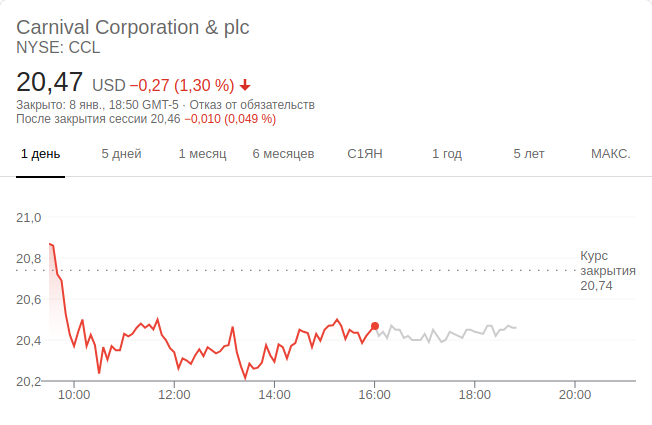 Carnival Corporation & plc
NYSE: CCL
20,47 USD −0,27 (1,30 %)
Закрыто: 8 янв., 18:50 GMT-5 · Отказ от обязательств
После закрытия сессии 20,46 −0,010 (0,049 %)
1 день 5 дней 1 месяц 6 месяцев С1ЯН 1 год 5 лет МАКС.
21,0
20,8
20,6
20,4
20,2
Курс
закрытия
20,74
10:00 12:00 14:00 16:00 18:00 20:00